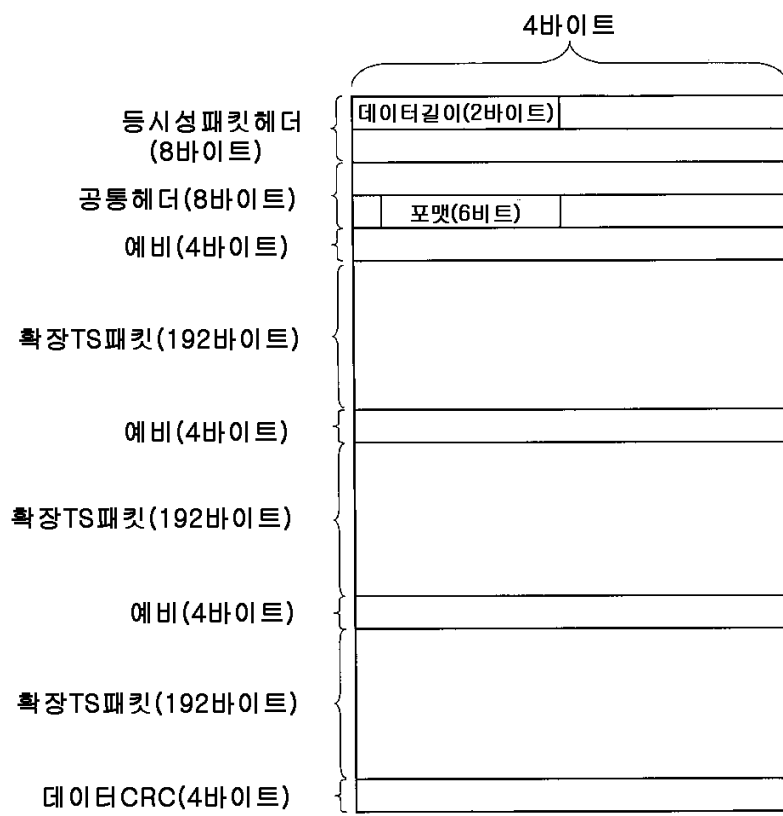 4바이트
등시성패킷헤더
(8바이트)
데이터길이(2바이트)
공통헤더(8바이트)
포맷(6비트)
예비(4바이트)
확장TS패킷(192바이트)
예비(4바이트)
확장TS패킷(192바이트)
예비(4바이트)
확장TS패킷(192바이트)
데이터CRC(4바이트)